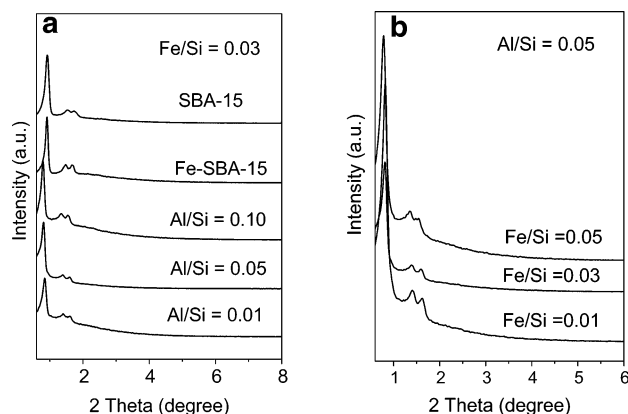 a
Fe/Si = 0.03
SBA-15
Fe-SBA-15
Al/Si = 0.10
Al/Si = 0.05
Al/Si = 0.01
Intensity (a.u.)
2 4 6 8
2 Theta (degree)
b
Al/Si = 0.05
Fe/Si =0.05
Fe/Si =0.03
Fe/Si =0.01
Intensity (a.u.)
1 2 3 4 5 6
2 Theta (degree)